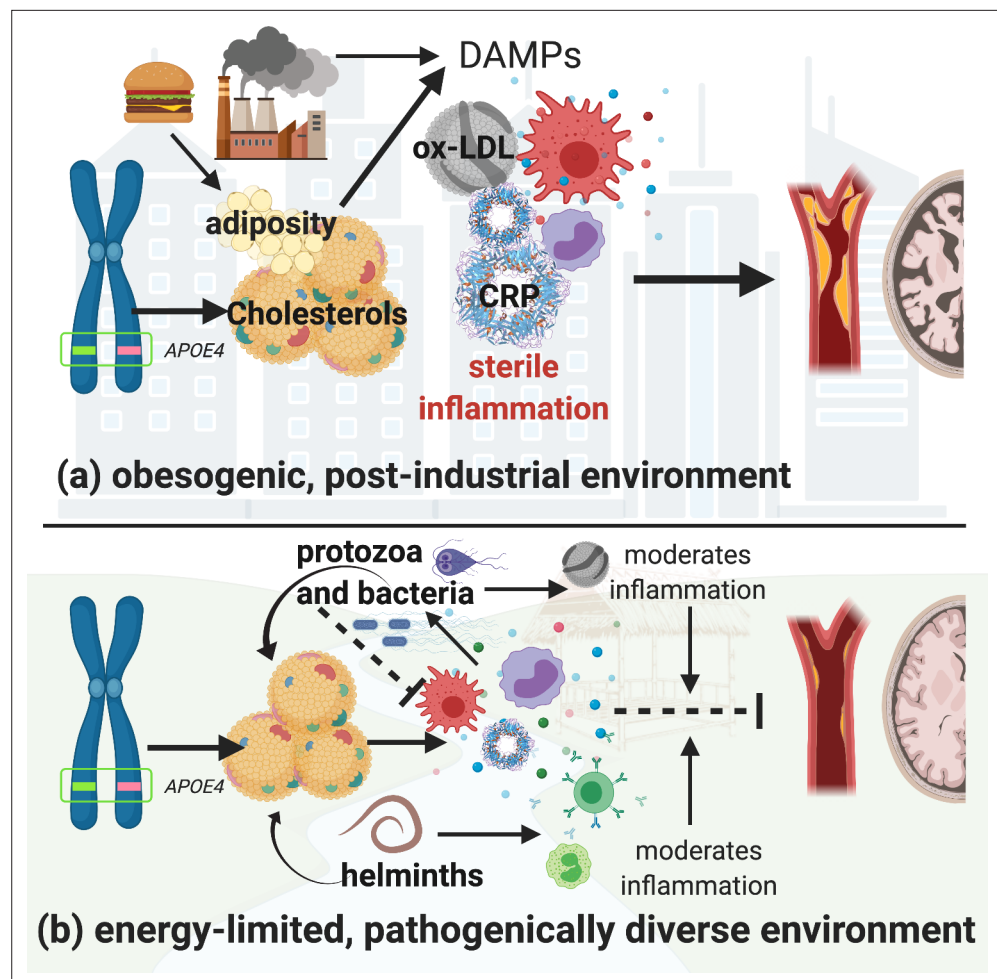 DAMPs
ox-LDL
adiposity
CRP
Cholesterols
APOE4
sterile
inflammation
(a) obesogenic, post-industrial environment
protozoa
and bacteria
moderates
inflammation
APOE4
helminths
moderates
inflammation
(b) energy-limited, pathogenically diverse environment